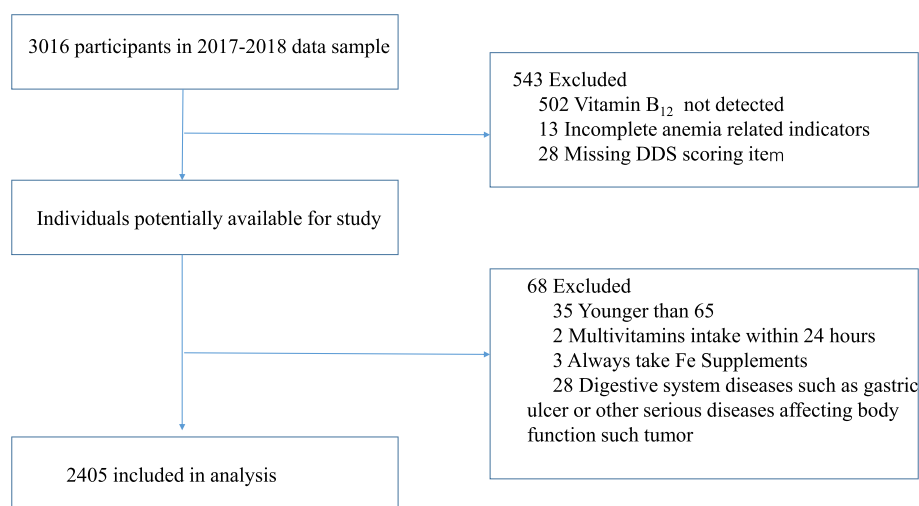 3016 participants in 2017-2018 data sample
543 Excluded
502 Vitamin B₁₂ not detected
13 Incomplete anemia related indicators
28 Missing DDS scoring item
Individuals potentially available for study
68 Excluded
35 Younger than 65
2 Multivitamins intake within 24 hours
3 Always take Fe Supplements
28 Digestive system diseases such as gastric
ulcer or other serious diseases affecting body
function such tumor
2405 included in analysis